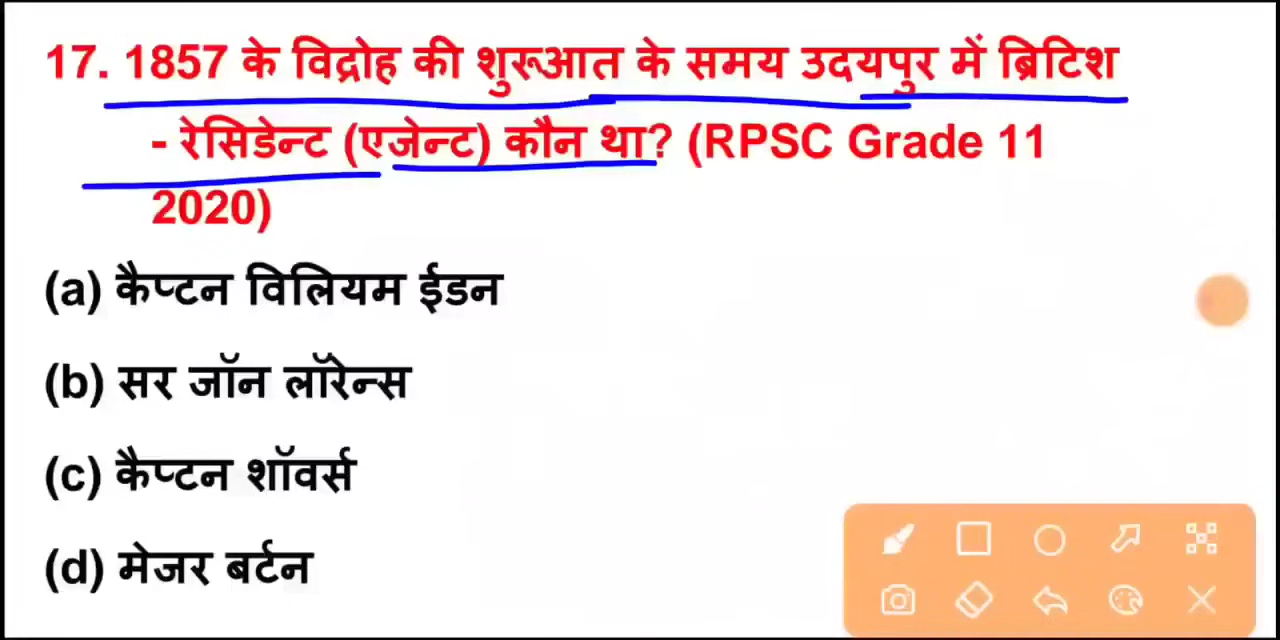 17. 1857 के विद्रोह की शुरूआत के समय उदयपुर में ब्रिटिश
- रेसिडेन्ट (एजेन्ट) कौन था? (RPSC Grade 11
2020)
(a) कैप्टन विलियम ईडन
(b) सर जॉन लॉरेन्स
(c) कैप्टन शॉवर्स
(d) मेजर बर्टन